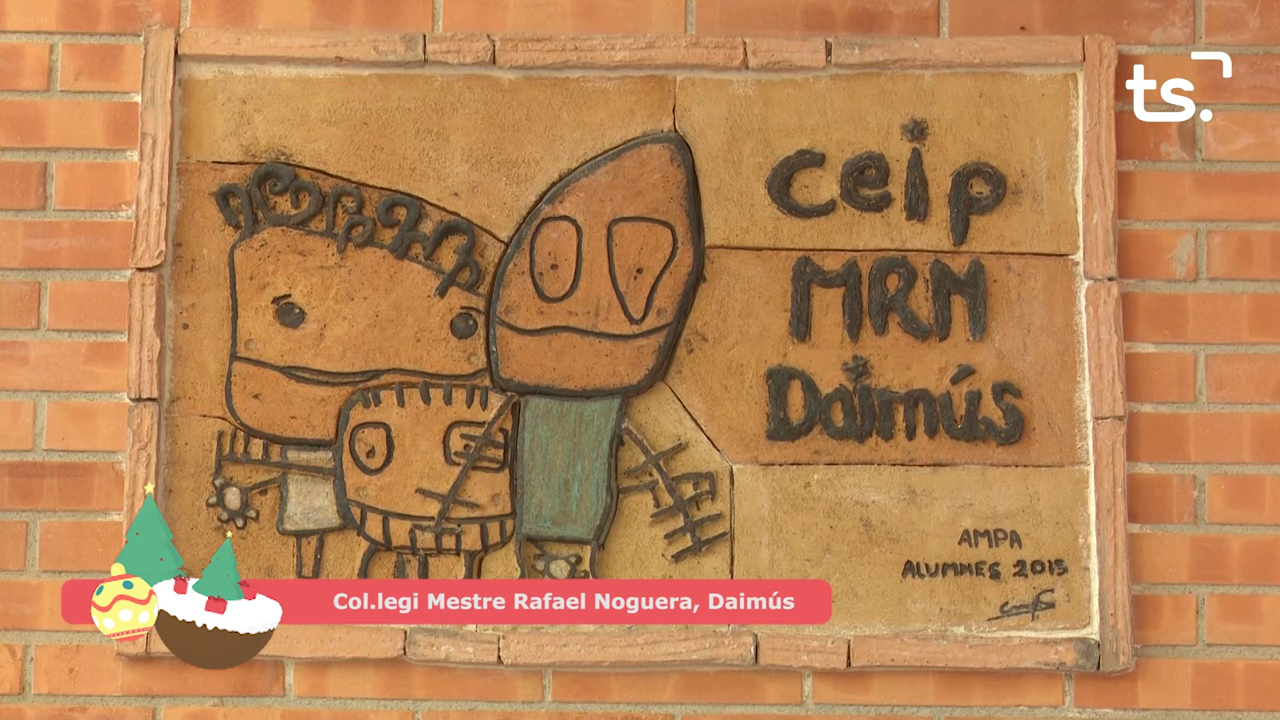 ts.
ceip
MRN
Daimús
AMPA
ALUMNES 2015
Col.legi Mestre Rafael Noguera, Daimús